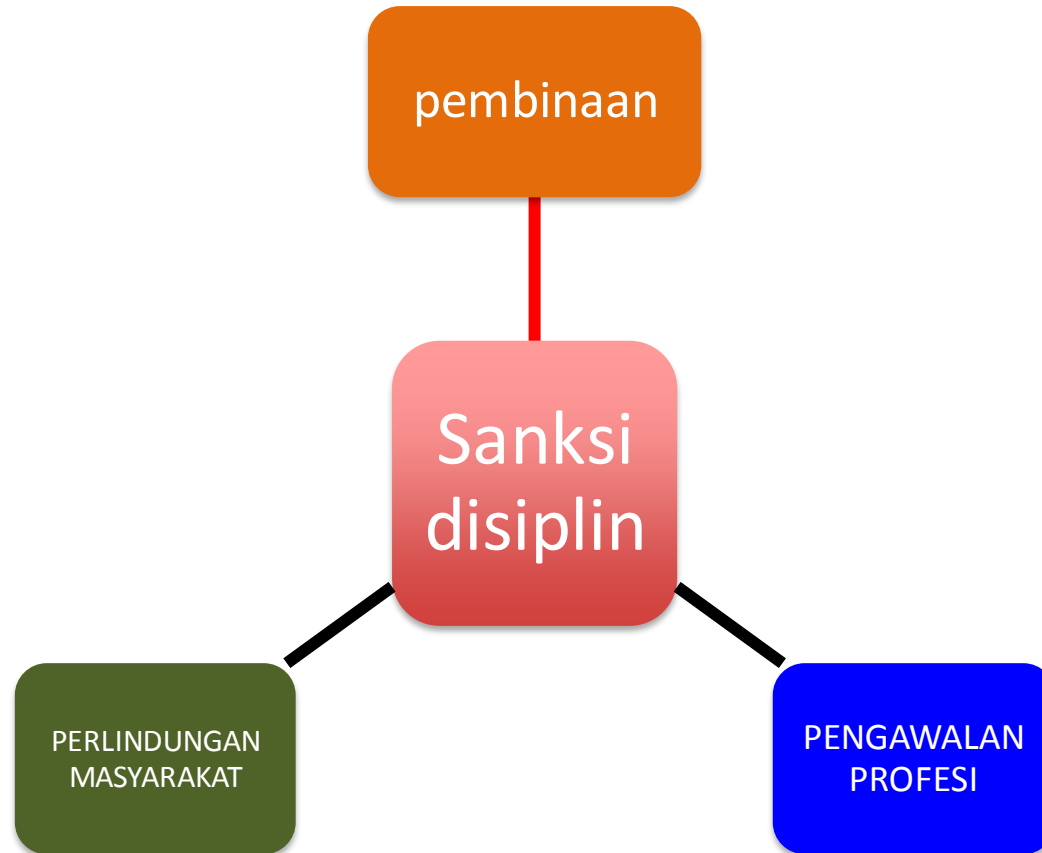 pembinaan
Sanksi
disiplin
PERLINDUNGAN
MASYARAKAT
PENGAWALAN
PROFESI